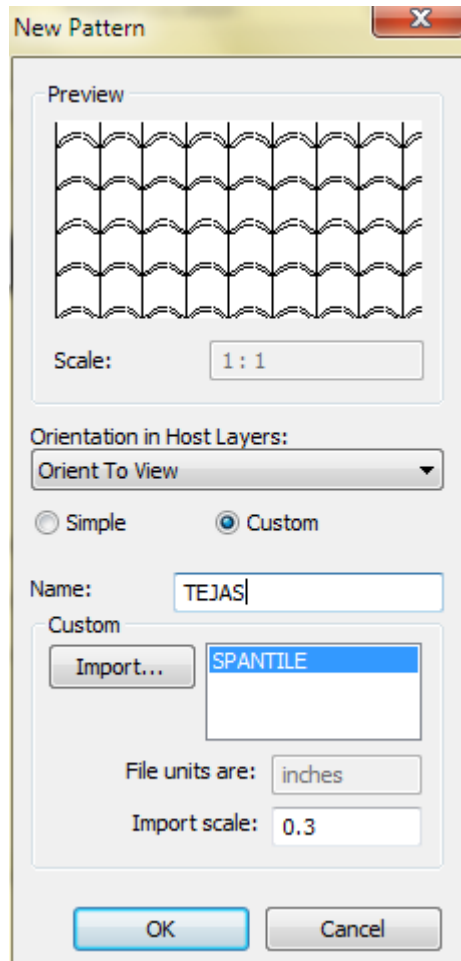 New Pattern
Preview
Scale: 1 : 1
Orientation in Host Layers:
Orient To View
Simple Custom
Name: TEJAS
Custom
Import... SPANTILE
File units are: inches
Import scale: 0.3
OK Cancel